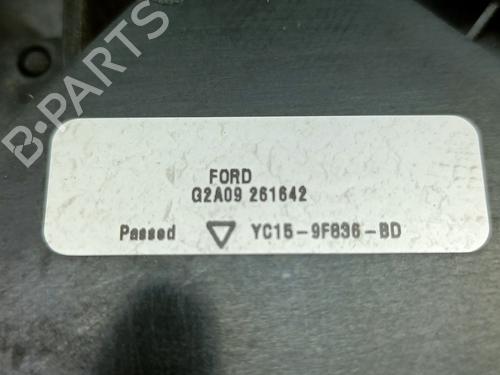 B-PARTS
FORD
G2A09 261642
Passed YC15-9F836-BD